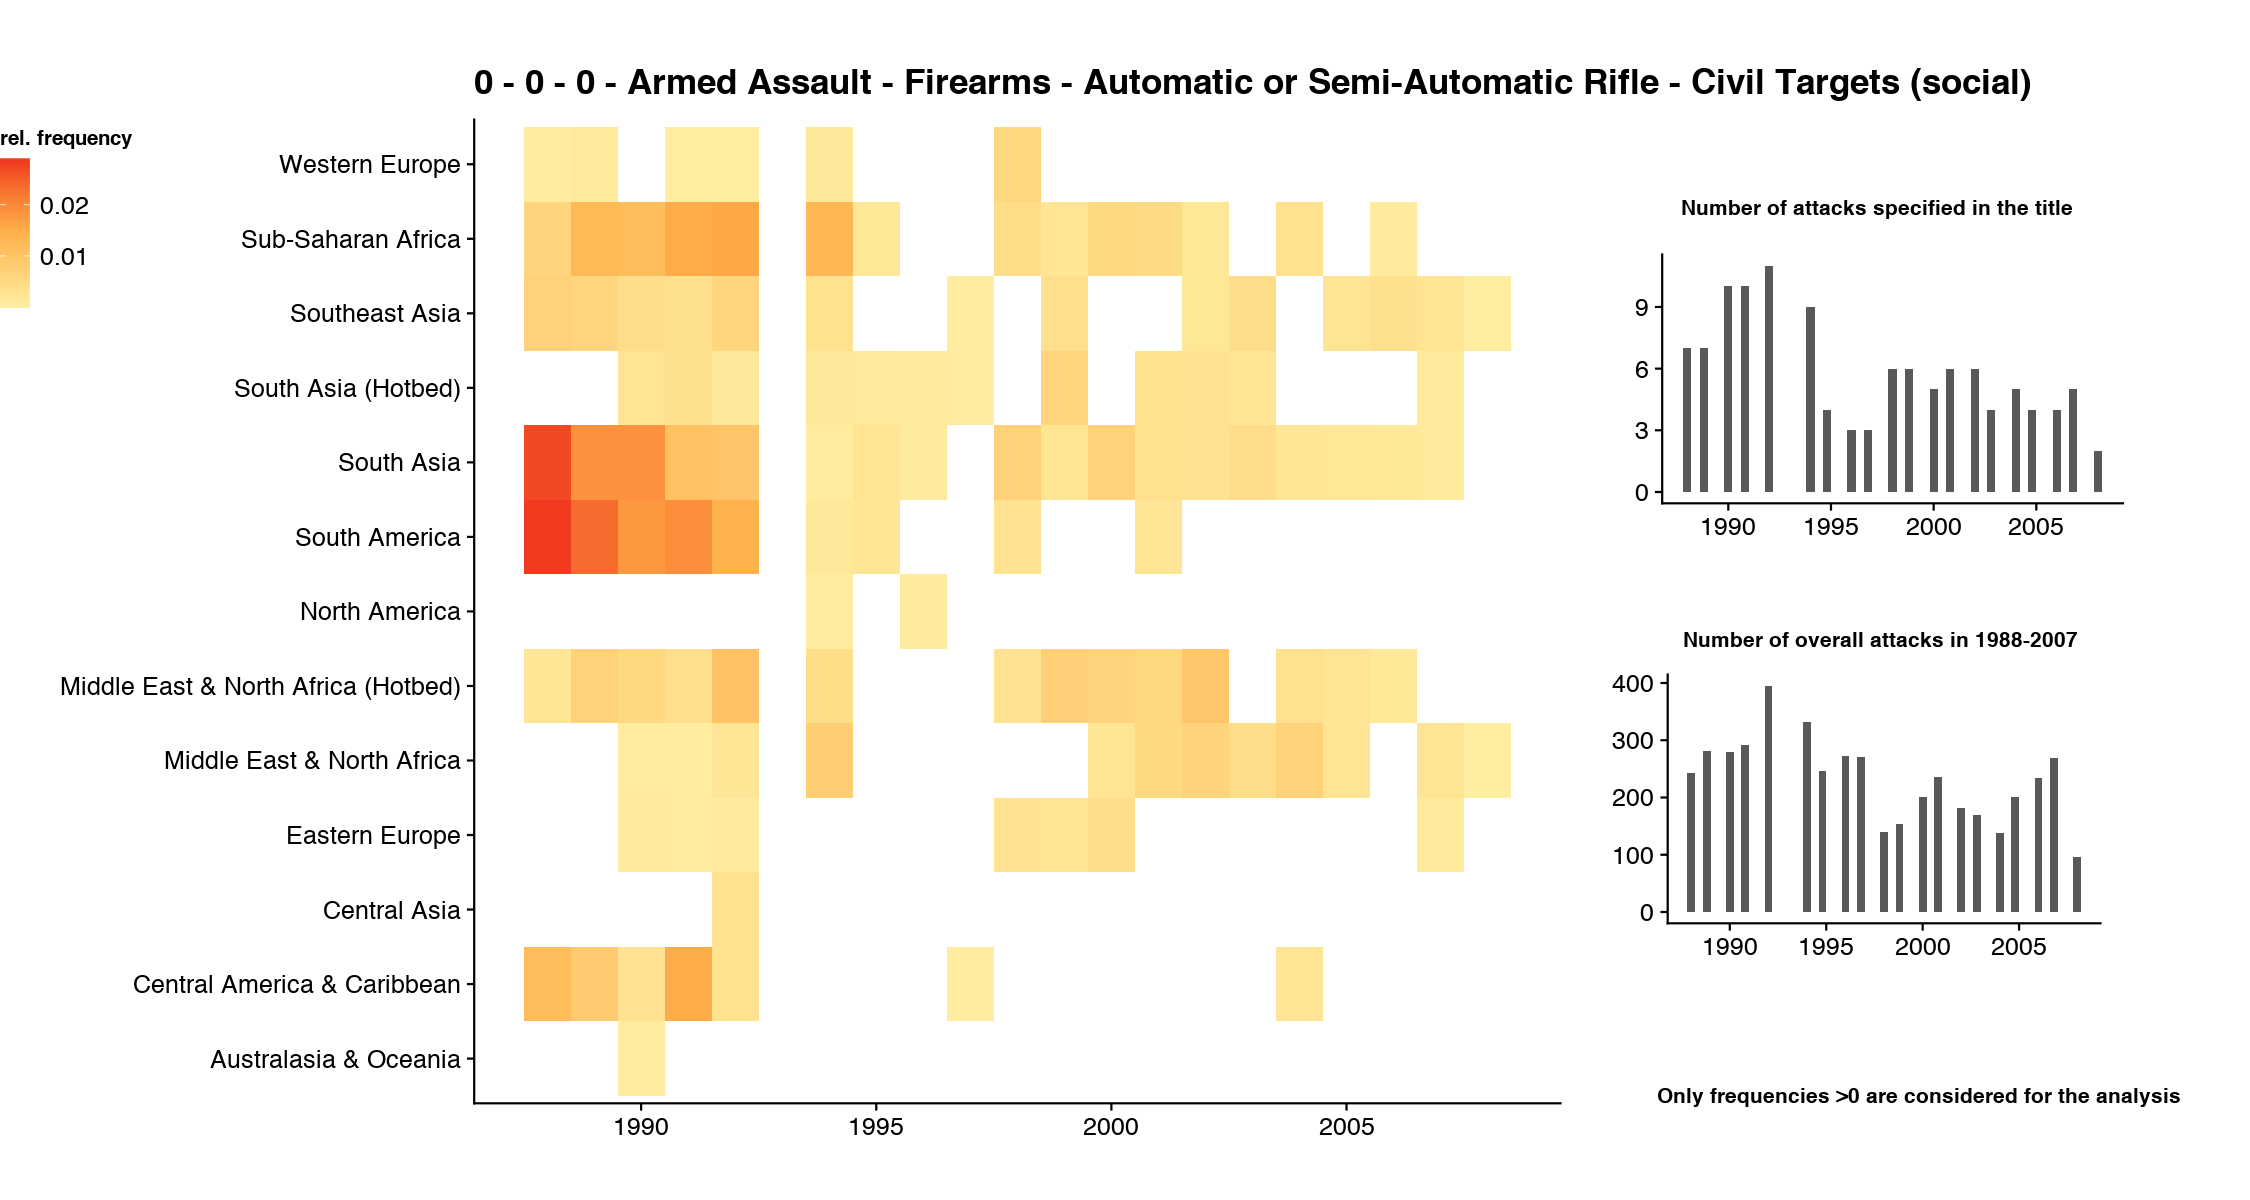 0 - 0 - 0 - Armed Assault - Firearms - Automatic or Semi-Automatic Rifle - Civil Targets (social)
rel. frequency
0.02
0.01
Western Europe
Sub-Saharan Africa
Southeast Asia
South Asia (Hotbed)
South Asia
South America
North America
Middle East & North Africa (Hotbed)
Middle East & North Africa
Eastern Europe
Central Asia
Central America & Caribbean
Australasia & Oceania
1990 1995 2000 2005
Number of attacks specified in the title
9
6
3
0
1990 1995 2000 2005
Number of overall attacks in 1988-2007
400
300
200
100
0
1990 1995 2000 2005
Only frequencies >0 are considered for the analysis